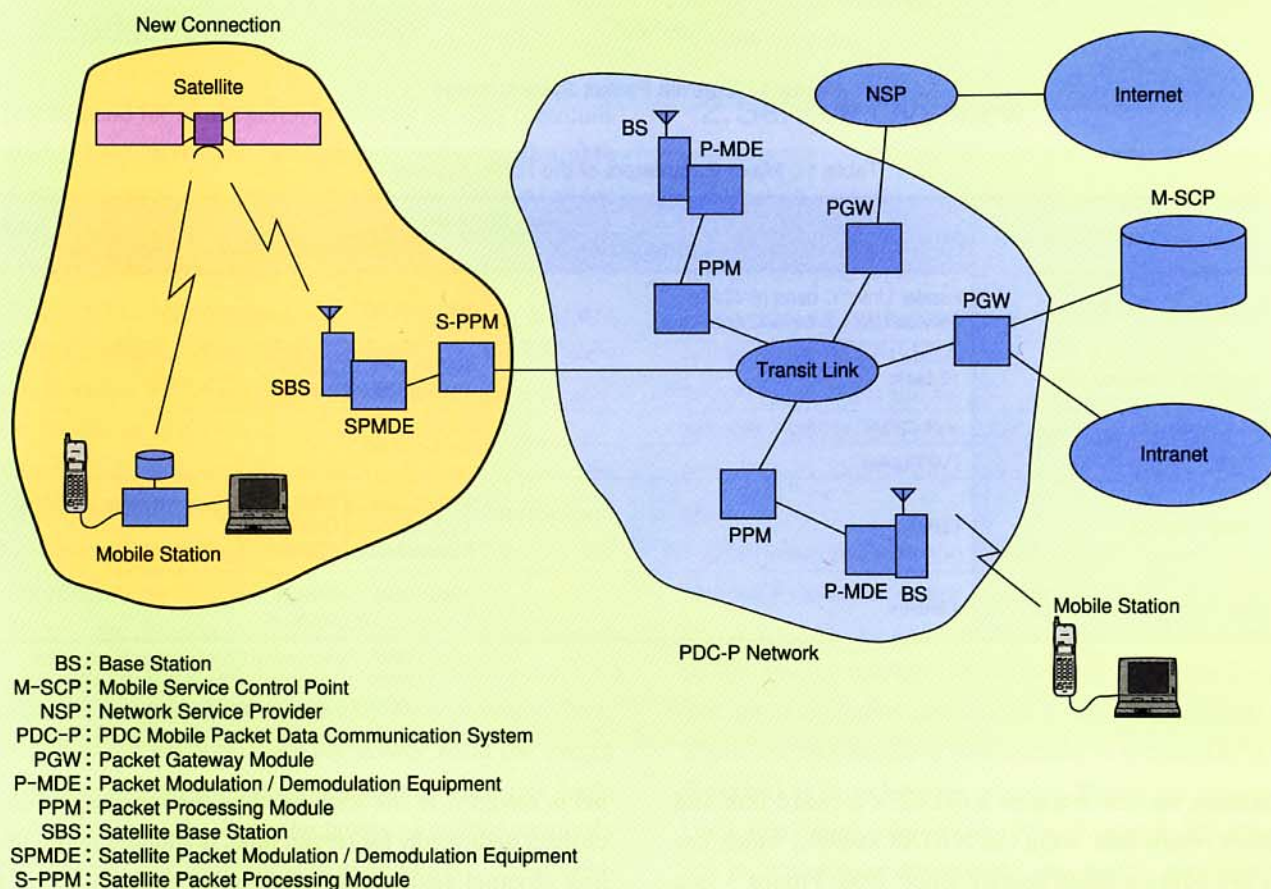 New Connection
Satellite
S-PPM
SBS
SPMDE
Mobile Station
NSP
Internet
BS
P-MDE
M-SCP
PGW
PPM
PGW
Transit Link
Intranet
PPM
P-MDE
BS
Mobile Station
PDC-P Network
BS : Base Station
M-SCP : Mobile Service Control Point
NSP : Network Service Provider
PDC-P : PDC Mobile Packet Data Communication System
PGW : Packet Gateway Module
P-MDE : Packet Modulation / Demodulation Equipment
PPM : Packet Processing Module
SBS : Satellite Base Station
SPMDE : Satellite Packet Modulation / Demodulation Equipment
S-PPM : Satellite Packet Processing Module